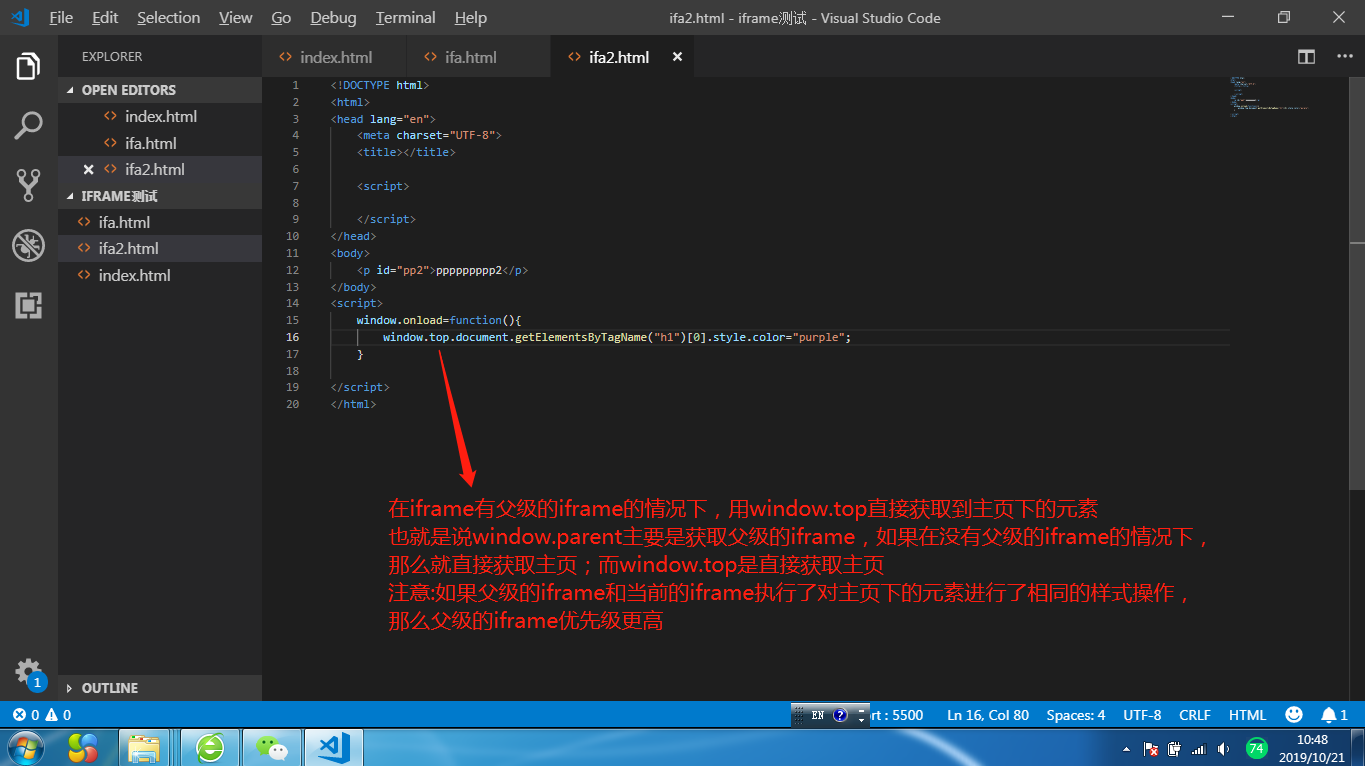 File Edit Selection View Go Debug Terminal Help
ifa2.html - iframe测试 - Visual Studio Code
EXPLORER
OPEN EDITORS
index.html
ifa.html
ifa2.html
IFRAME测试
ifa.html
ifa2.html
index.html
OUTLINE
1
index.html ifa.html ifa2.html
1 <!DOCTYPE html>
2 <html>
3 <head lang="en">
4 <meta charset="UTF-8">
5 <title></title>
6
7 <script>
8
9 </script>
10 </head>
11 <body>
12 <p id="pp2">ppppppppp2</p>
13 </body>
14 <script>
15 window.onload=function(){
16 window.top.document.getElementsByTagName("h1")[0].style.color="purple";
17 }
18
19 </script>
20 </html>
在iframe有父级的iframe的情况下，用window.top直接获取到主页下的元素
也就是说window.parent主要是获取父级的iframe，如果在没有父级的iframe的情况下，
那么就直接获取主页；而window.top是直接获取主页
注意:如果父级的iframe和当前的iframe执行了对主页下的元素进行了相同的样式操作，
那么父级的iframe优先级更高
0 0 EN ? : 5500 Ln 16, Col 80 Spaces: 4 UTF-8 CRLF HTML 1
74 10:48
2019/10/21